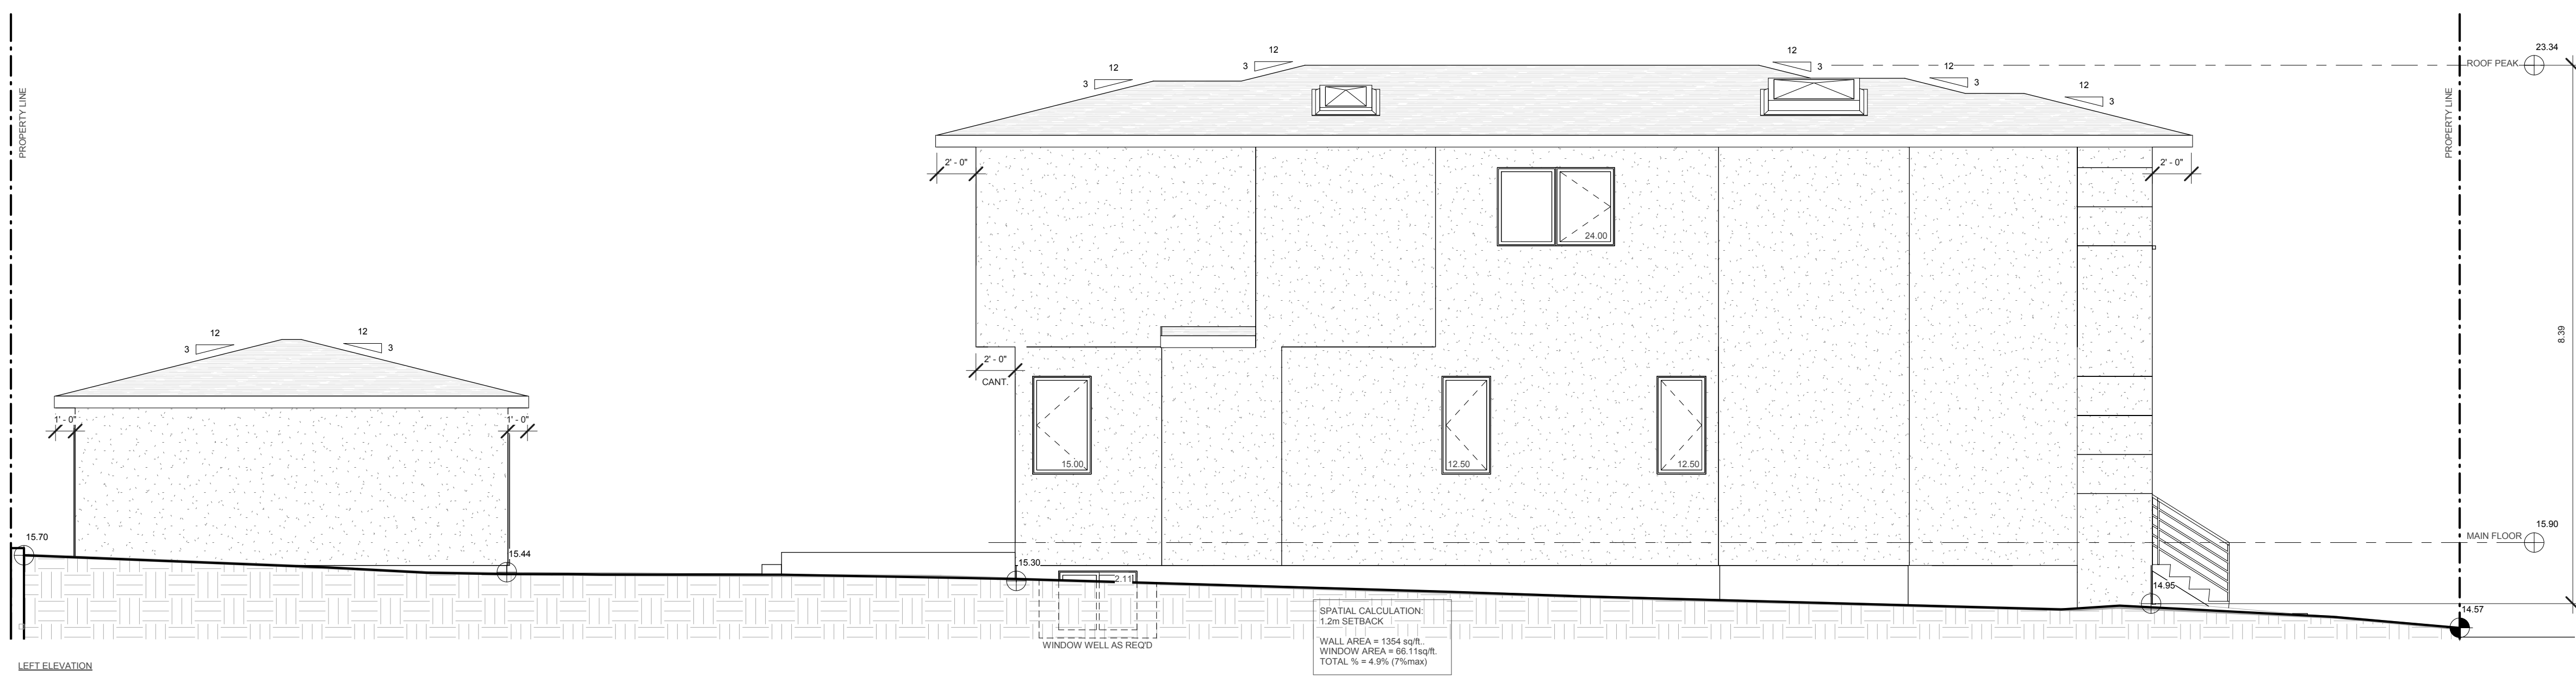 PROPERTY LINE
12
3
12
3
12
3
12
3
12
3
ROOF PEAK
23.34
PROPERTY LINE
2' - 0"
2' - 0"
24.00
12
3
12
3
8.39
2' - 0"
CANT.
1' - 0"
1' - 0"
15.00
12.50
12.50
15.70
15.44
15.30
MAIN FLOOR
15.90
2.11
14.95
14.57
WINDOW WELL AS REQ'D
SPATIAL CALCULATION:
1.2m SETBACK
WALL AREA = 1354 sq/ft..
WINDOW AREA = 66.11sq/ft.
TOTAL % = 4.9% (7%max)
LEFT ELEVATION